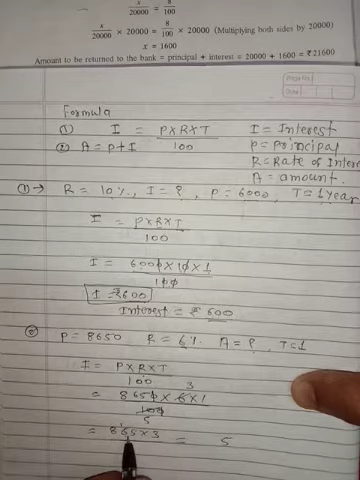 x/20000 = 8/100
x/20000 × 20000 = 8/100 × 20000 (Multiplying both sides by 20000)
x = 1600
Amount to be returned to the bank = principal + interest = 20000 + 1600 = ₹ 21600
Formula
(1) I = P×R×T/100 I = Interest
(2) A = P+I P = Principal
R = Rate of Inter
A = amount.
(1) → R = 10%, I = ?, P = 6000, T = 1 year
I = P×R×T/100
I = 6000×10×1/100
I = ₹600
Interest = ₹ 600
(2) P = 8650 R = 6% A = ?, T = 1
I = P×R×T/100
3
= 8650 × 6 × 1/100
5
= 865×3 = 5